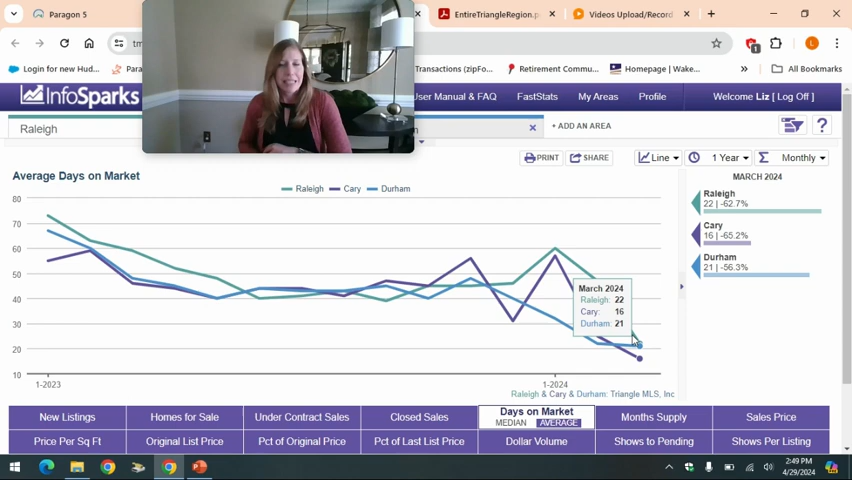 Paragon 5
EntireTriangleRegion.p
Videos Upload/Record
Login for new Hud...
Transactions (zipFo...
Retirement Commu...
Homepage | Wake...
All Bookmarks
InfoSparks
User Manual & FAQ
FastStats
My Areas
Profile
Welcome Liz [ Log Off ]
Raleigh
+ ADD AN AREA
PRINT
SHARE
Line
1 Year
Monthly
Average Days on Market
Raleigh
Cary
Durham
MARCH 2024
Raleigh
22 | -62.7%
Cary
16 | -65.2%
Durham
21 | -56.3%
80
70
60
50
40
30
20
10
March 2024
Raleigh: 22
Cary: 16
Durham: 21
1-2023
1-2024
Raleigh & Cary & Durham: Triangle MLS, Inc
New Listings
Homes for Sale
Under Contract Sales
Closed Sales
Days on Market
MEDIAN
AVERAGE
Months Supply
Sales Price
Price Per Sq Ft
Original List Price
Pct of Original Price
Pct of Last List Price
Dollar Volume
Shows to Pending
Shows Per Listing
2:49 PM
4/29/2024